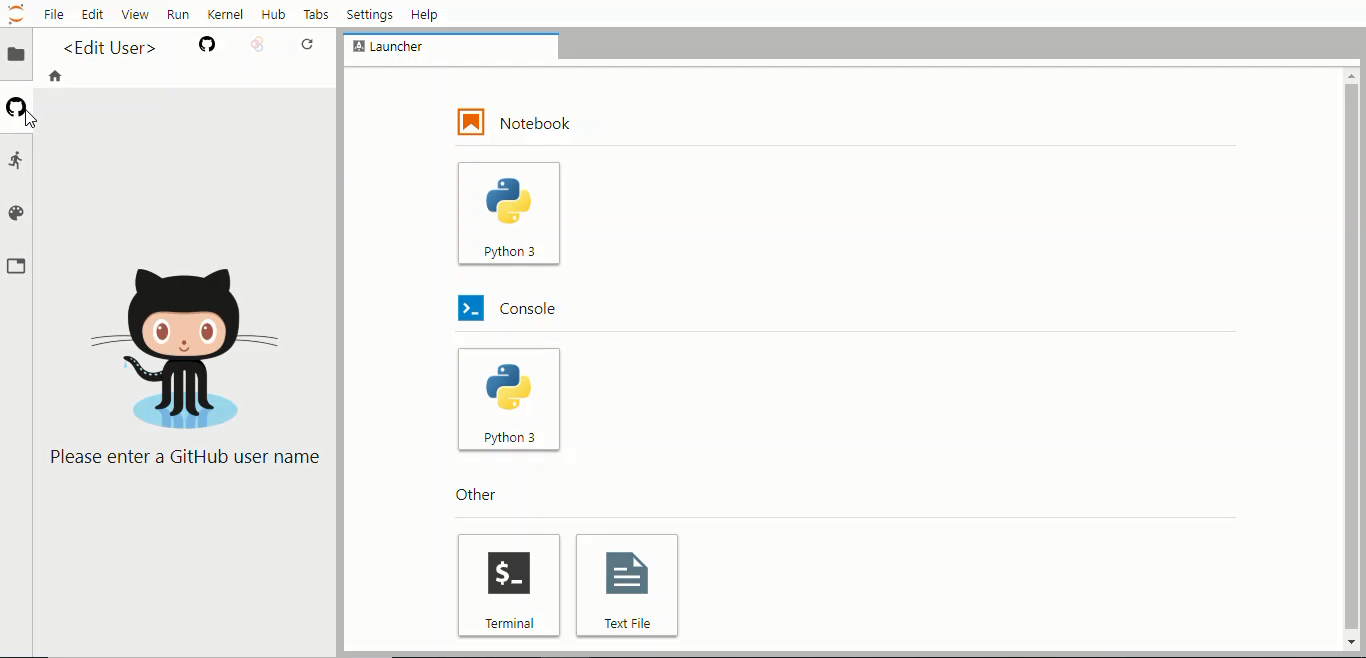 File Edit View Run Kernel Hub Tabs Settings Help
<Edit User>
Launcher
Notebook
Python 3
Console
Python 3
Please enter a GitHub user name
Other
$_
Terminal
Text File